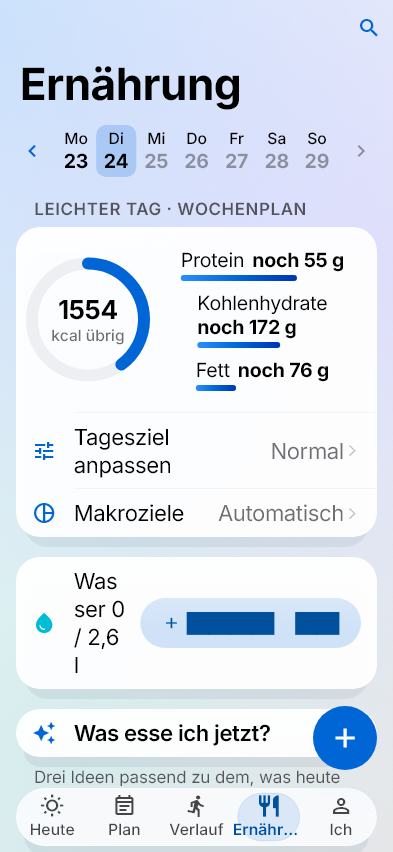 Ernährung
Mo Di Mi Do Fr Sa So
23 24 25 26 27 28 29
LEICHTER TAG · WOCHENPLAN
1554
kcal übrig
Protein noch 55 g
Kohlenhydrate
noch 172 g
Fett noch 76 g
Tagesziel
anpassen
Normal
Makroziele Automatisch
Was
ser 0
/ 2,6
l
+
Was esse ich jetzt?
+
Drei Ideen passend zu dem, was heute
Heute Plan Verlauf Ernähr... Ich